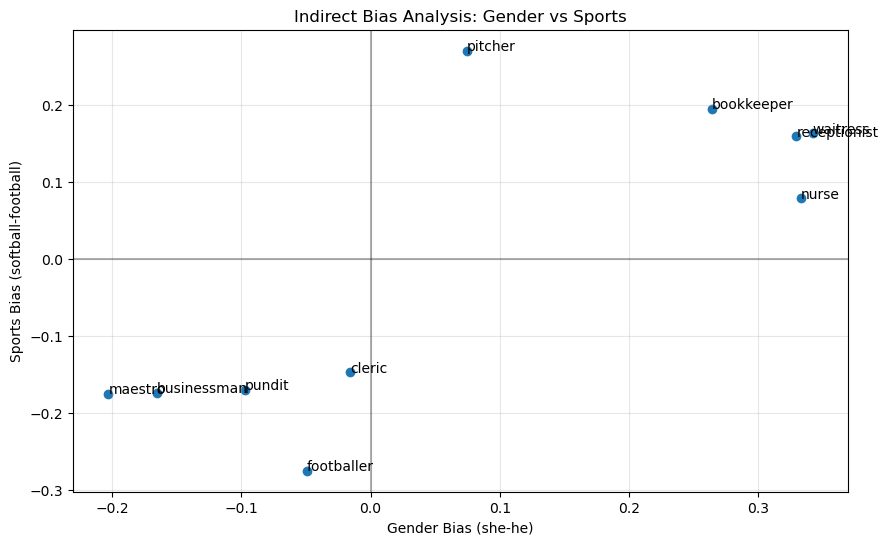 Indirect Bias Analysis: Gender vs Sports
pitcher
bookkeeper
waitress
receptionist
nurse
cleric
pundit
businessman
maestro
footballer
0.2
0.1
0.0
−0.1
−0.2
−0.3
Sports Bias (softball-football)
−0.2
−0.1
0.0
0.1
0.2
0.3
Gender Bias (she-he)